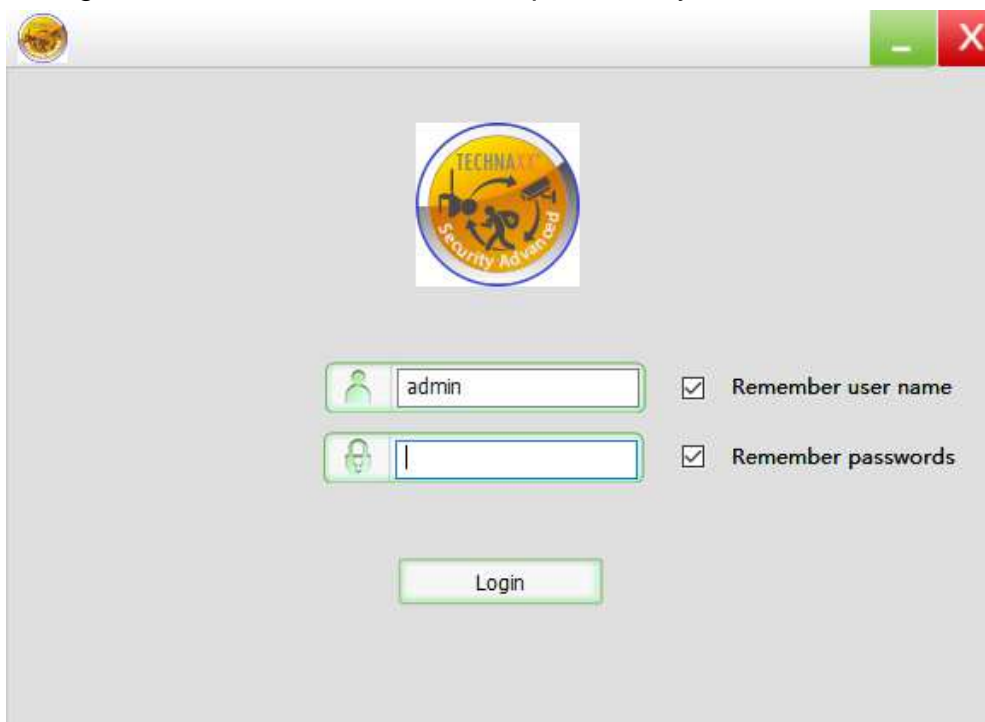 X
TECHNAXX
Security Advanced
admin
Remember user name
Remember passwords
Login